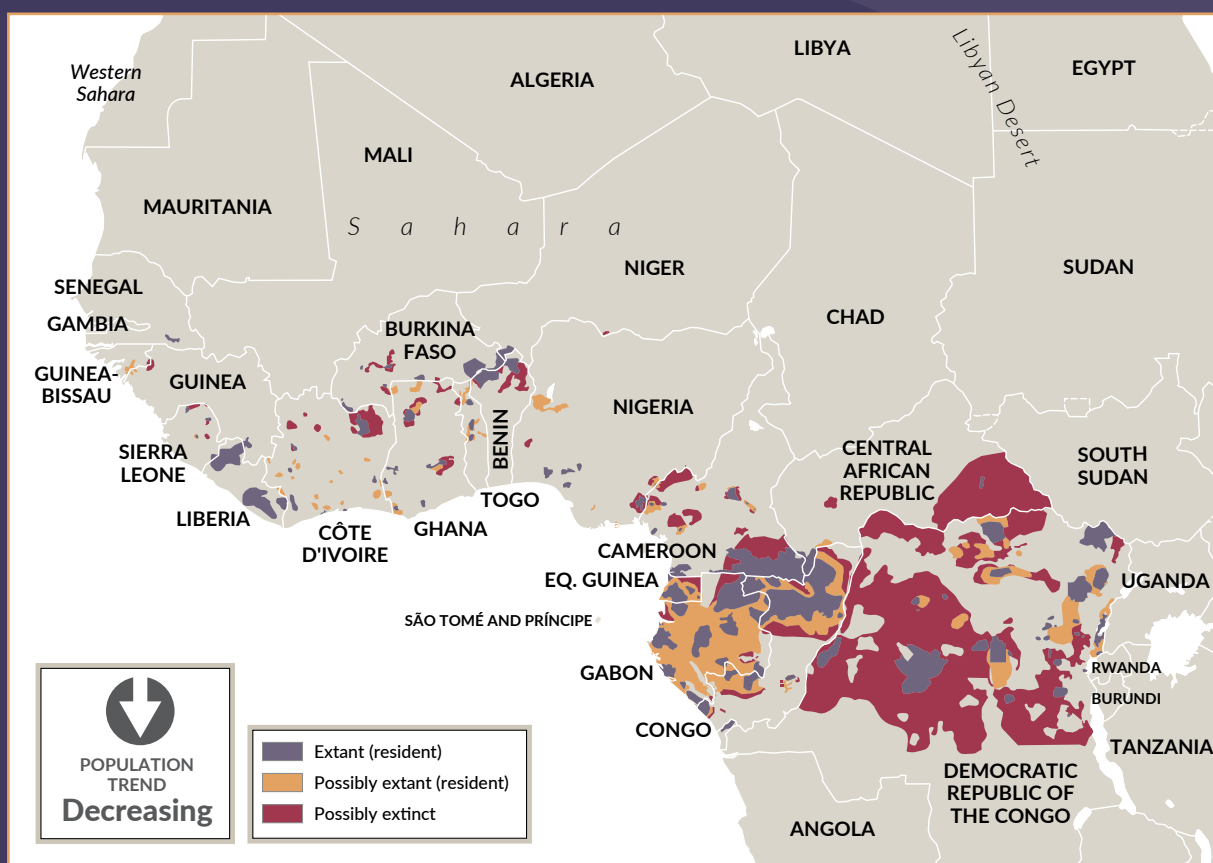 LIBYA
Libyan Desert
EGYPT
Western
Sahara
ALGERIA
MALI
MAURITANIA
Sahara
NIGER
SUDAN
SENEGAL
GAMBIA
CHAD
BURKINA
FASO
GUINEA-
BISSAU
GUINEA
NIGERIA
BENIN
CENTRAL
AFRICAN
REPUBLIC
SOUTH
SUDAN
SIERRA
LEONE
LIBERIA
TOGO
CÔTE
D'IVOIRE
GHANA
CAMEROON
EQ. GUINEA
UGANDA
SÃO TOMÉ AND PRÍNCIPE
GABON
RWANDA
BURUNDI
CONGO
TANZANIA
DEMOCRATIC
REPUBLIC OF
THE CONGO
ANGOLA
POPULATION
TREND
Decreasing
Extant (resident)
Possibly extant (resident)
Possibly extinct